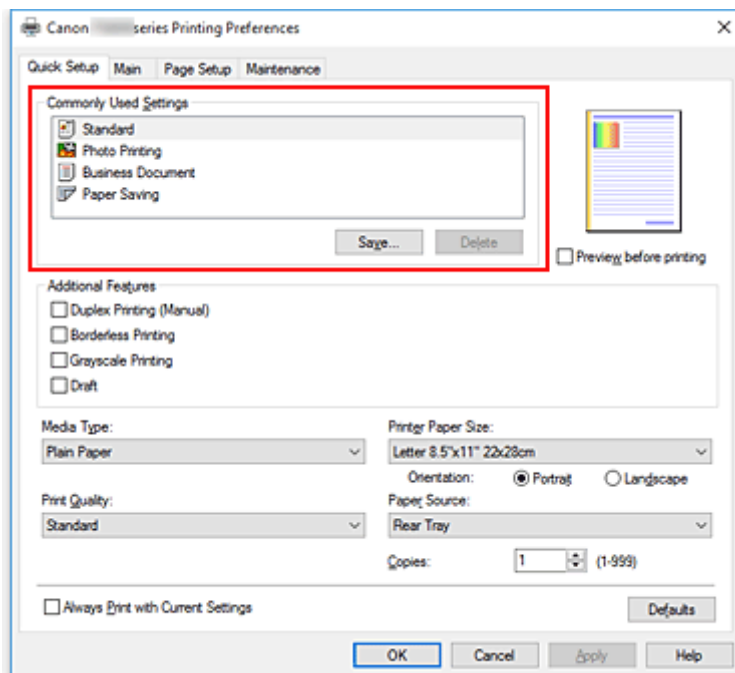 Canon series Printing Preferences
Quick Setup Main Page Setup Maintenance
Commonly Used Settings
Standard
Photo Printing
Business Document
Paper Saving
Save... Delete
Preview before printing
Additional Features
Duplex Printing (Manual)
Borderless Printing
Grayscale Printing
Draft
Media Type: Printer Paper Size:
Plain Paper Letter 8.5"x11" 22x28cm
Orientation: Portrait Landscape
Print Quality: Paper Source:
Standard Rear Tray
Copies: 1 (1-999)
Always Print with Current Settings Defaults
OK Cancel Apply Help